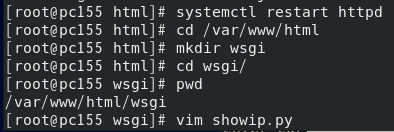 [root@pc155 html]# systemctl restart httpd
[root@pc155 html]# cd /var/www/html
[root@pc155 html]# mkdir wsgi
[root@pc155 html]# cd wsgi/
[root@pc155 wsgi]# pwd
/var/www/html/wsgi
[root@pc155 wsgi]# vim showip.py